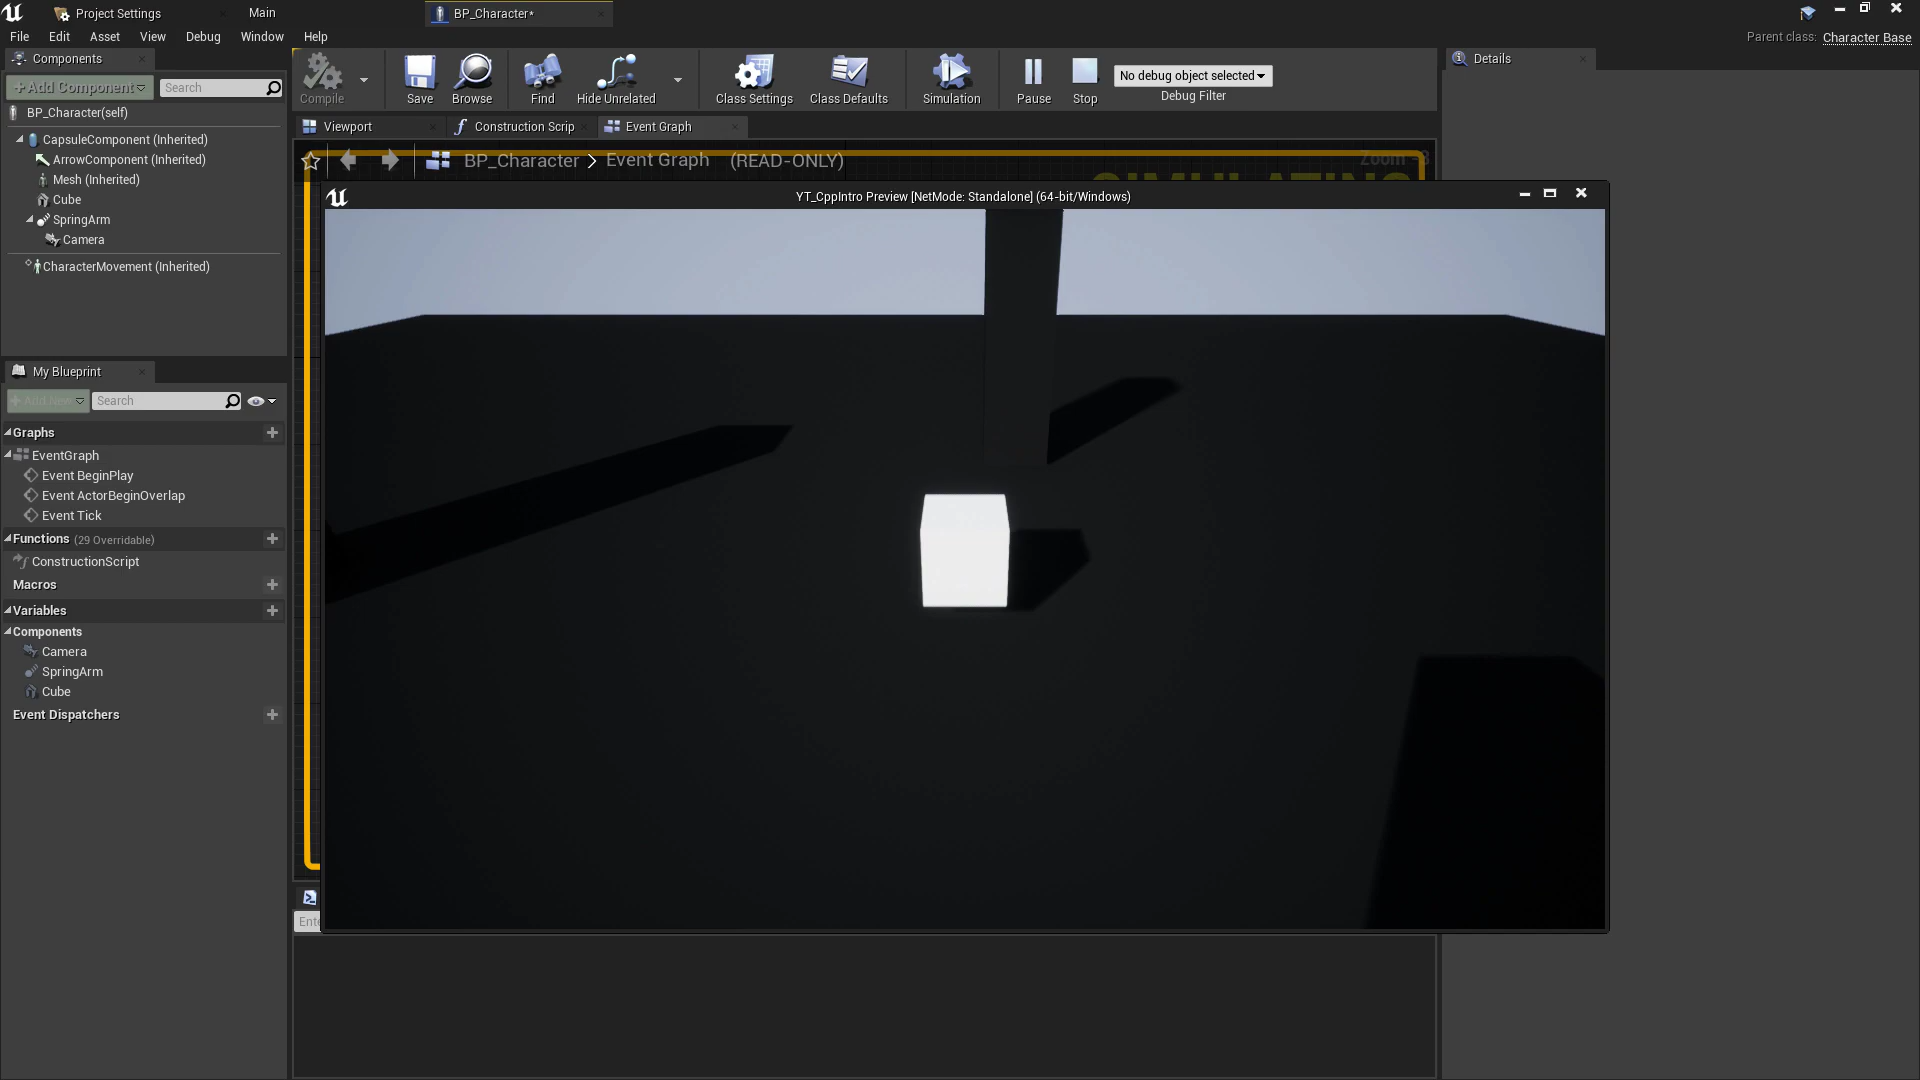 Project Settings
Main
BP_Character*
File
Edit
Asset
View
Debug
Window
Help
Parent class: Character Base
Components
+Add Component
Search
BP_Character(self)
CapsuleComponent (Inherited)
ArrowComponent (Inherited)
Mesh (Inherited)
Cube
SpringArm
Camera
CharacterMovement (Inherited)
Compile
Save
Browse
Find
Hide Unrelated
Class Settings
Class Defaults
Simulation
Pause
Stop
No debug object selected
Debug Filter
Details
Viewport
Construction Scrip
Event Graph
BP_Character > Event Graph (READ-ONLY)
Zoom -8
SIMULATING
YT_CppIntro Preview [NetMode: Standalone] (64-bit/Windows)
My Blueprint
+ Add New
Search
Graphs
EventGraph
Event BeginPlay
Event ActorBeginOverlap
Event Tick
Functions (29 Overridable)
ConstructionScript
Macros
Variables
Components
Camera
SpringArm
Cube
Event Dispatchers